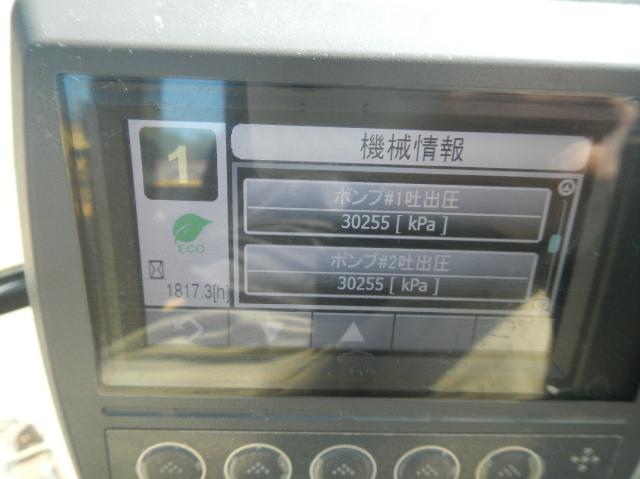 1
機械情報
ポンプ#1吐出圧
30255 [ kPa ]
ECO
ポンプ#2吐出圧
30255 [ kPa ]
1817.3[h]